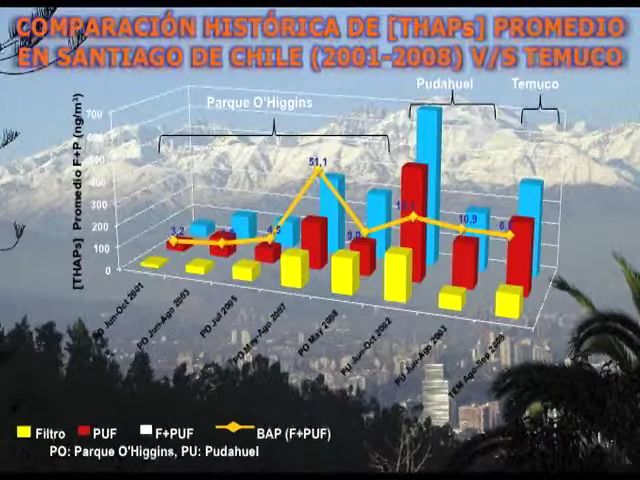 COMPARACIÓN HISTÓRICA DE [THAPs] PROMEDIO
EN SANTIAGO DE CHILE (2001-2008) V/S TEMUCO
Parque O'Higgins
Pudahuel
Temuco
[THAPs] Promedio F+P (ng/m³)
700
600
500
400
300
200
100
0
3,2
4,5
51,1
10,9
PO Jun-Oct 2001
PO Jun-Ago 2003
PO Jul 2005
PO May-Ago 2007
PO May 2008
PU Jun-Oct 2002
PU Jun-Ago 2003
TEM Ago-Sep 2008
Filtro
PUF
F+PUF
BAP (F+PUF)
PO: Parque O'Higgins, PU: Pudahuel